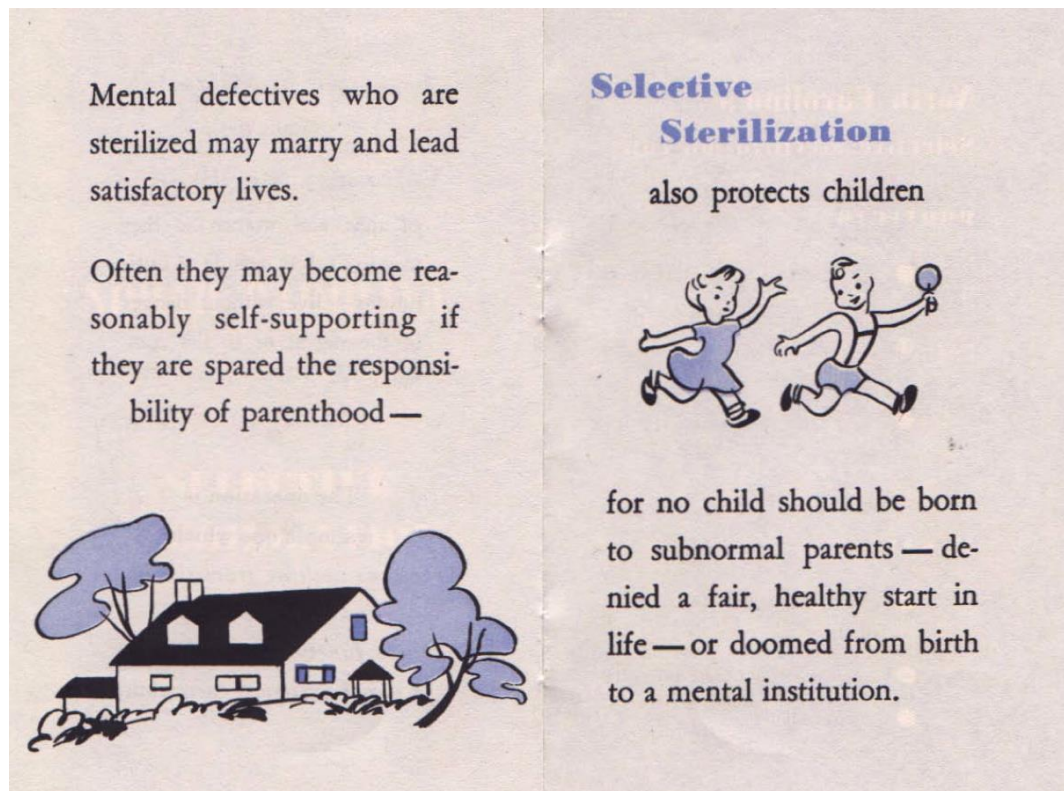 Mental defectives who are
sterilized may marry and lead
satisfactory lives.
Often they may become rea-
sonably self-supporting if
they are spared the responsi-
bility of parenthood —
Selective
Sterilization
also protects children
for no child should be born
to subnormal parents — de-
nied a fair, healthy start in
life — or doomed from birth
to a mental institution.